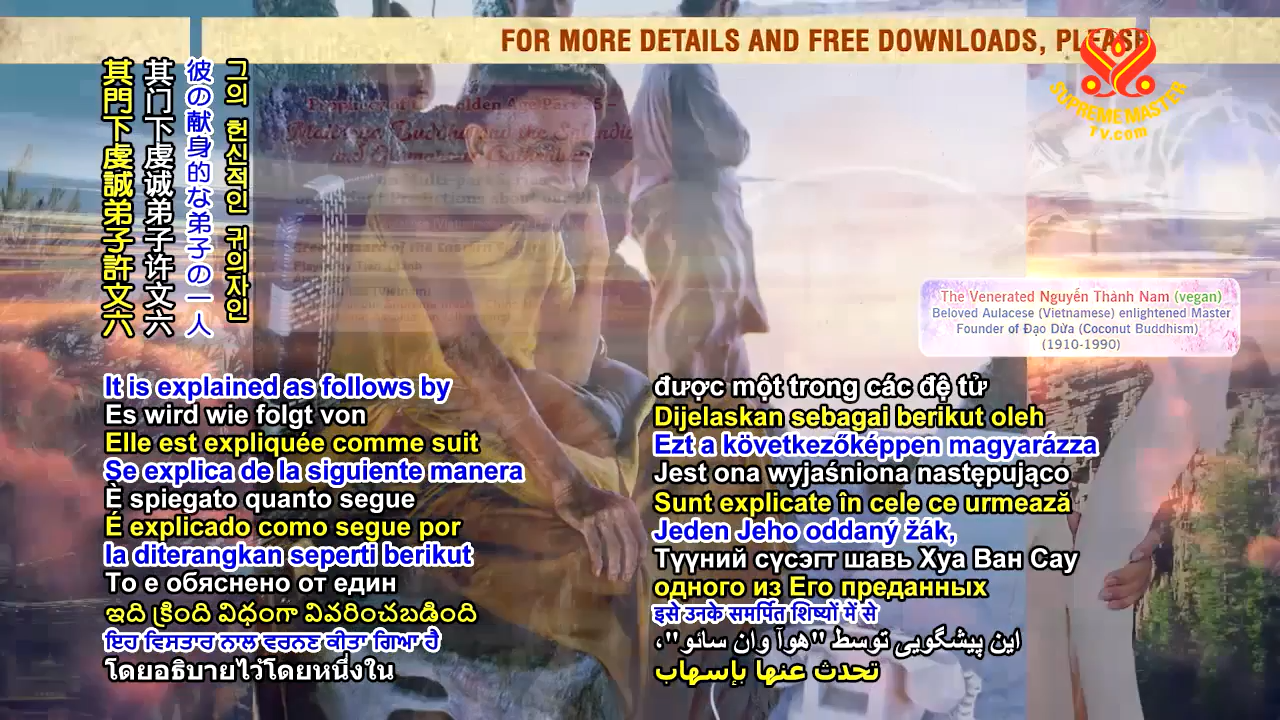 FOR MORE DETAILS AND FREE DOWNLOADS, PLEASE
SUPREME MASTER
TV.com
그의 헌신적인 귀의자인
彼の献身的な弟子の一人
其门下虔诚弟子许文六
其門下虔誠弟子許文六
The Venerated Nguyễn Thành Nam (vegan)
Beloved Aulacese (Vietnamese) enlightened Master
Founder of Đạo Dừa (Coconut Buddhism)
(1910-1990)
It is explained as follows by
Es wird wie folgt von
Elle est expliquée comme suit
Se explica de la siguiente manera
È spiegato quanto segue
É explicado como segue por
Ia diterangkan seperti berikut
То е обяснено от един
ఇది క్రింది విధంగా వివరించబడింది
ਇਹ ਵਿਸਤਾਰ ਨਾਲ ਵਰਨਣ ਕੀਤਾ ਗਿਆ ਹੈ
โดยอธิบายไว้โดยหนึ่งใน
được một trong các đệ tử
Dijelaskan sebagai berikut oleh
Ezt a következőképpen magyarázza
Jest ona wyjaśniona następująco
Sunt explicate în cele ce urmează
Jeden Jeho oddaný žák,
Түүний сүсэгт шавь Хуа Ван Сау
одного из Его преданных
इसे उनके समर्पित शिष्यों में से
این پیشگویی توسط "هوآ وان سائو"،
تحدث عنها بإسهاب